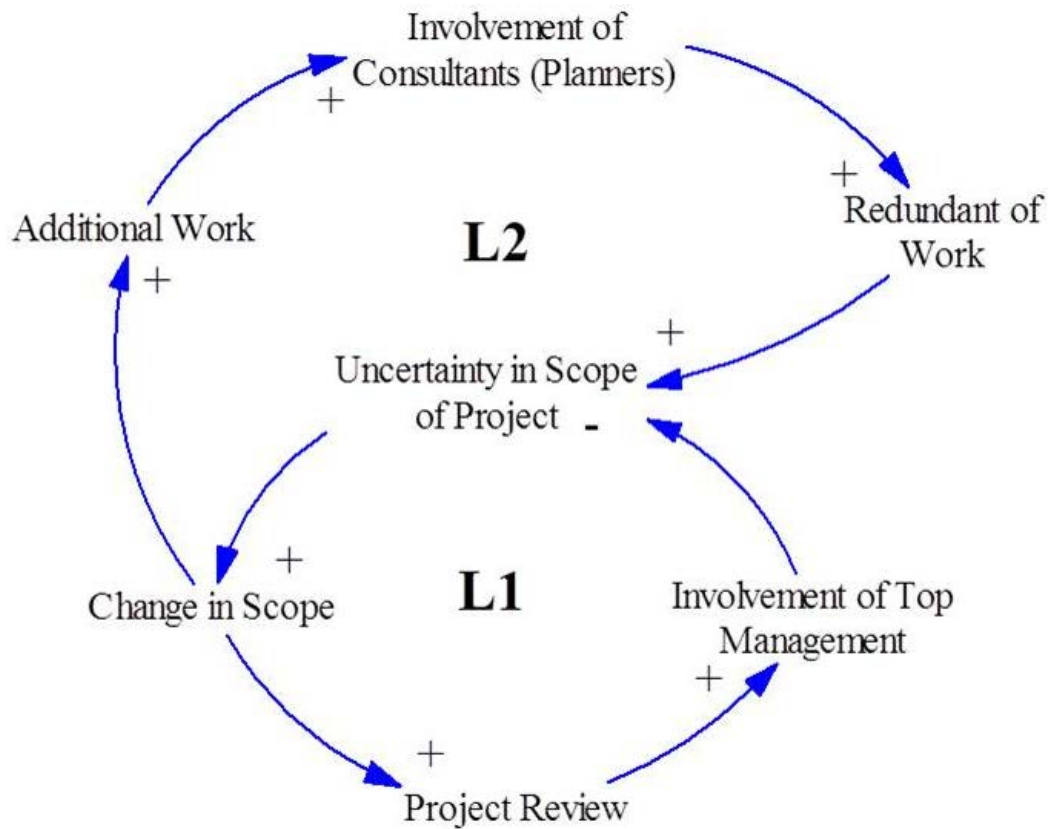 Involvement of
Consultants (Planners)
+
+
Redundant of
Work
Additional Work
+
L2
+
Uncertainty in Scope
of Project -
+
Change in Scope
L1
Involvement of Top
Management
+
+
Project Review